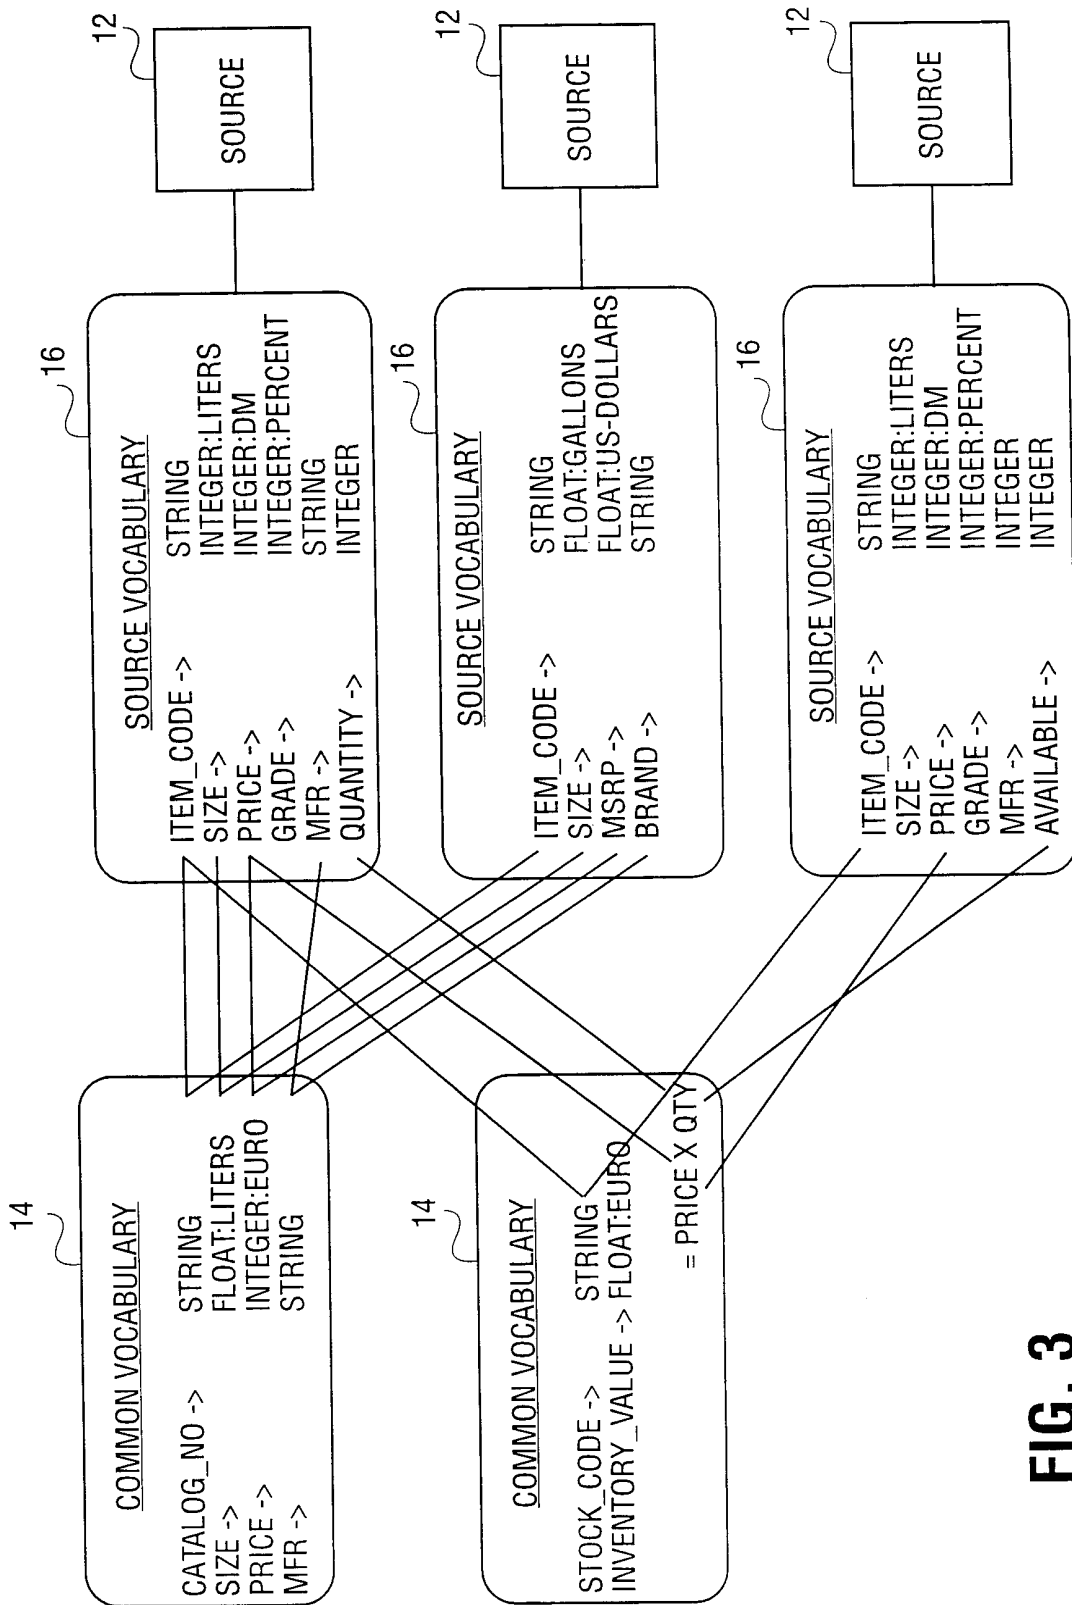 14
COMMON VOCABULARY
CATALOG_NO -> STRING
SIZE -> FLOAT:LITERS
PRICE -> INTEGER:EURO
MFR -> STRING
14
COMMON VOCABULARY
STOCK_CODE -> STRING
INVENTORY_VALUE -> FLOAT:EURO
= PRICE X QTY
16
SOURCE VOCABULARY
ITEM_CODE -> STRING
SIZE -> INTEGER:LITERS
PRICE -> INTEGER:DM
GRADE -> INTEGER:PERCENT
MFR -> STRING
QUANTITY -> INTEGER
16
SOURCE VOCABULARY
ITEM_CODE -> STRING
SIZE -> FLOAT:GALLONS
MSRP -> FLOAT:US-DOLLARS
BRAND -> STRING
16
SOURCE VOCABULARY
ITEM_CODE -> STRING
SIZE -> INTEGER:LITERS
PRICE -> INTEGER:DM
GRADE -> INTEGER:PERCENT
MFR -> INTEGER
AVAILABLE -> INTEGER
12
SOURCE
12
SOURCE
12
SOURCE
FIG. 3